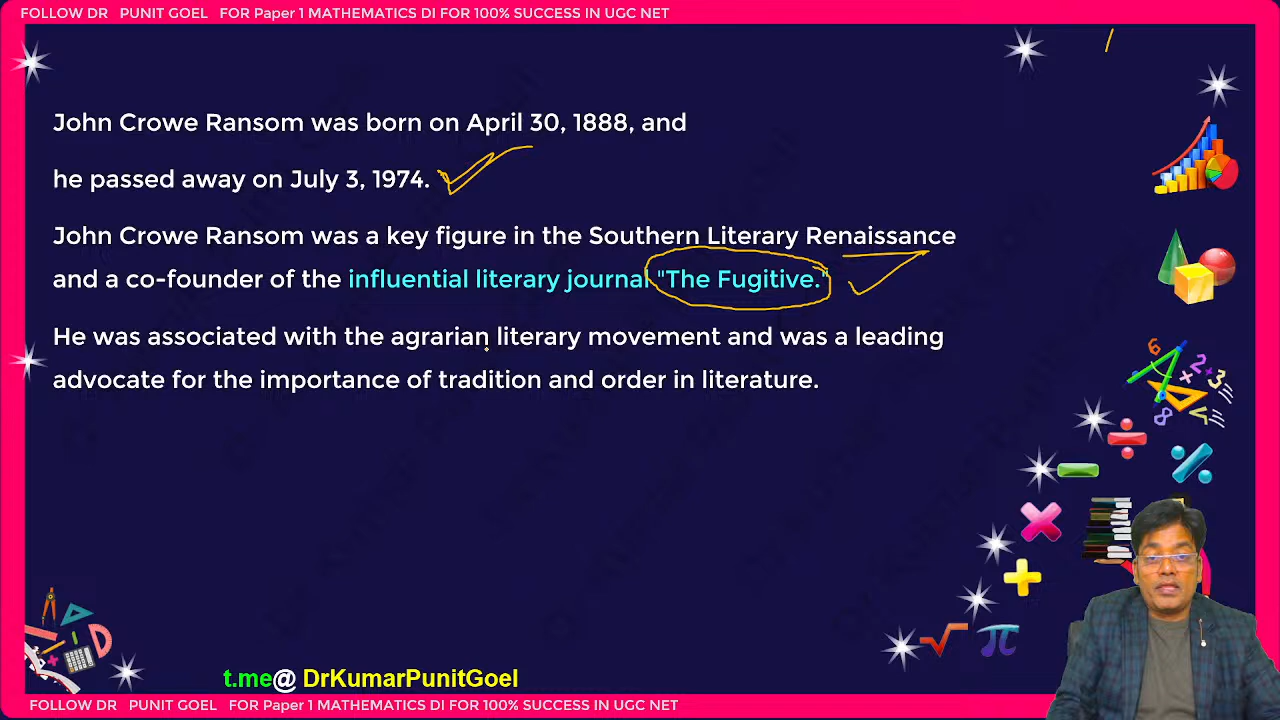 FOLLOW DR PUNIT GOEL FOR Paper 1 MATHEMATICS DI FOR 100% SUCCESS IN UGC NET
John Crowe Ransom was born on April 30, 1888, and
he passed away on July 3, 1974.
John Crowe Ransom was a key figure in the Southern Literary Renaissance
and a co-founder of the influential literary journal "The Fugitive."
He was associated with the agrarian literary movement and was a leading
advocate for the importance of tradition and order in literature.
t.me@ DrKumarPunitGoel
FOLLOW DR PUNIT GOEL FOR Paper 1 MATHEMATICS DI FOR 100% SUCCESS IN UGC NET